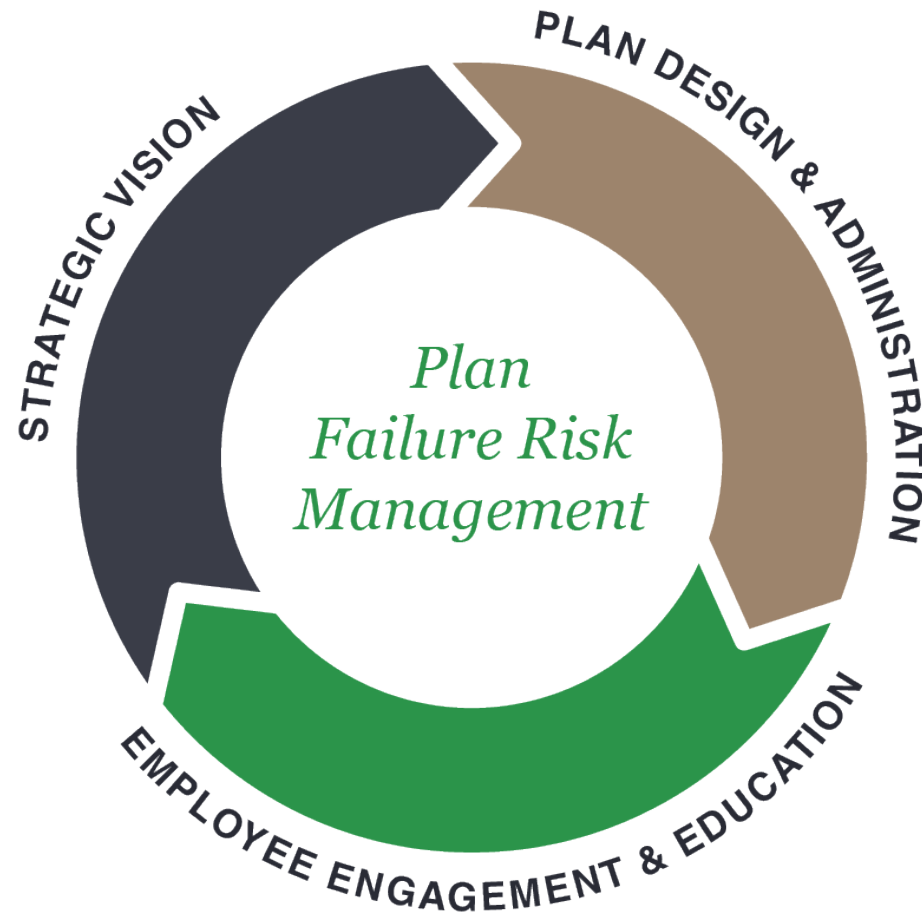 STRATEGIC VISION
PLAN DESIGN & ADMINISTRATION
Plan
Failure Risk
Management
EMPLOYEE ENGAGEMENT & EDUCATION